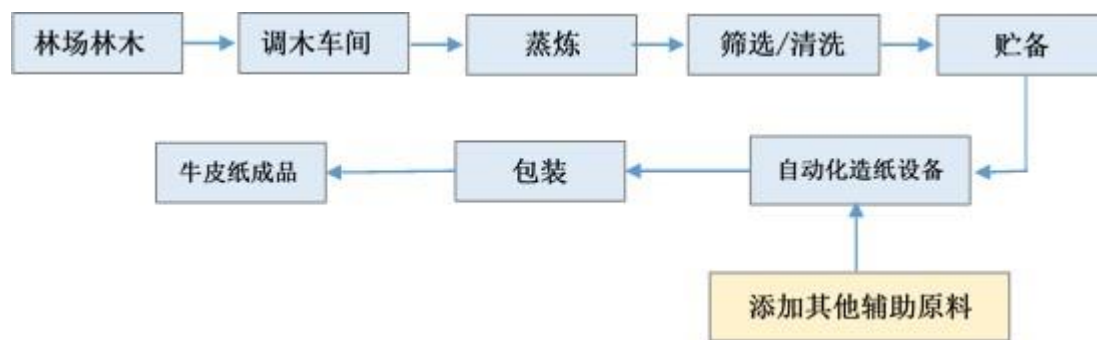 林场林木
调木车间
蒸炼
筛选/清洗
贮备
牛皮纸成品
包装
自动化造纸设备
添加其他辅助原料